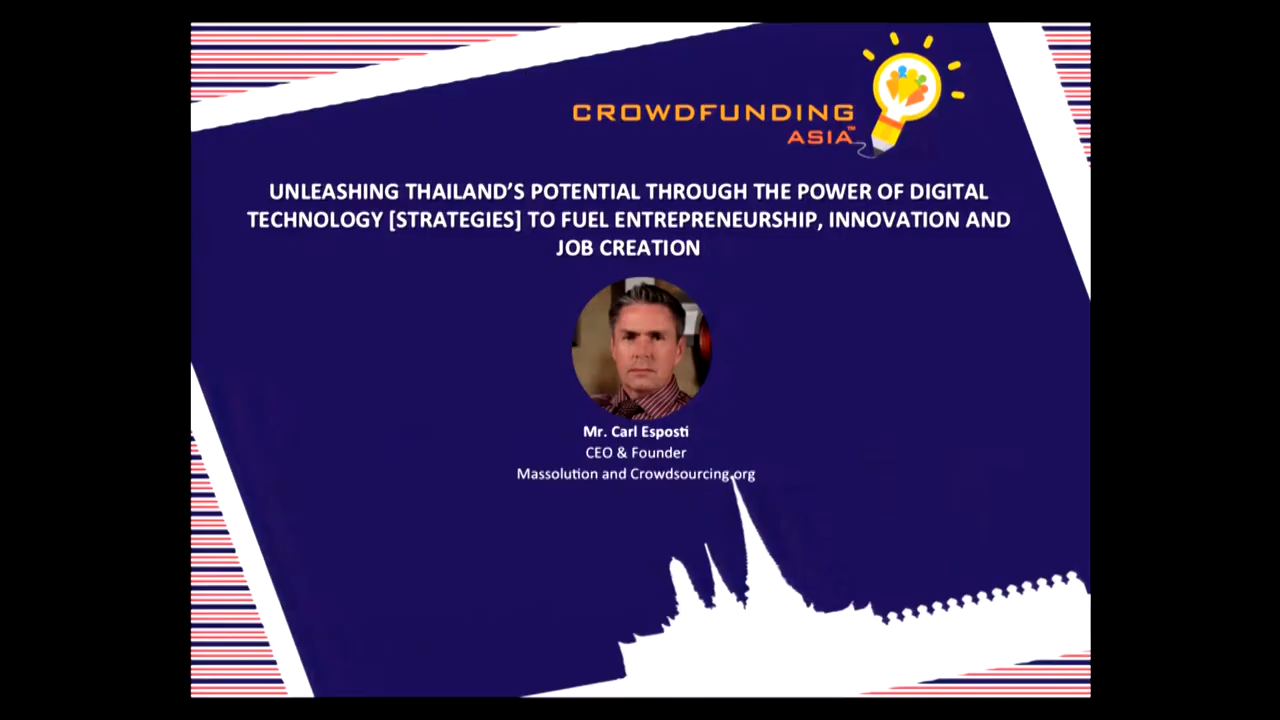 CROWDFUNDING
ASIA™
UNLEASHING THAILAND’S POTENTIAL THROUGH THE POWER OF DIGITAL
TECHNOLOGY [STRATEGIES] TO FUEL ENTREPRENEURSHIP, INNOVATION AND
JOB CREATION
Mr. Carl Esposti
CEO & Founder
Massolution and Crowdsourcing.org